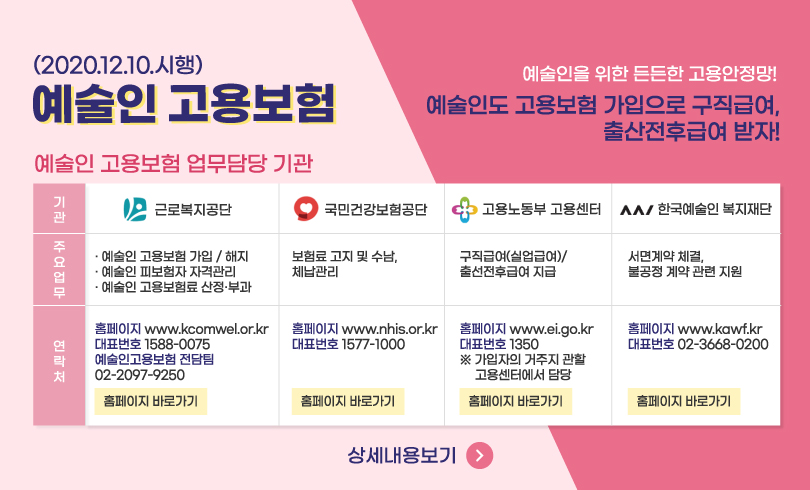 (2020.12.10.시행)
예술인 고용보험
예술인을 위한 든든한 고용안정망!
예술인도 고용보험 가입으로 구직급여,
출산전후급여 받자!
예술인 고용보험 업무담당 기관
기관
근로복지공단
국민건강보험공단
고용노동부 고용센터
한국예술인 복지재단
주요업무
· 예술인 고용보험 가입 / 해지
· 예술인 피보험자 자격관리
· 예술인 고용보험료 산정·부과
보험료 고지 및 수납,
체납관리
구직급여(실업급여)/
출선전후급여 지급
서면계약 체결,
불공정 계약 관련 지원
연락처
홈페이지 www.kcomwel.or.kr
대표번호 1588-0075
예술인고용보험 전담팀
02-2097-9250
홈페이지 바로가기
홈페이지 www.nhis.or.kr
대표번호 1577-1000
홈페이지 바로가기
홈페이지 www.ei.go.kr
대표번호 1350
※ 가입자의 거주지 관할
고용센터에서 담당
홈페이지 바로가기
홈페이지 www.kawf.kr
대표번호 02-3668-0200
홈페이지 바로가기
상세내용보기